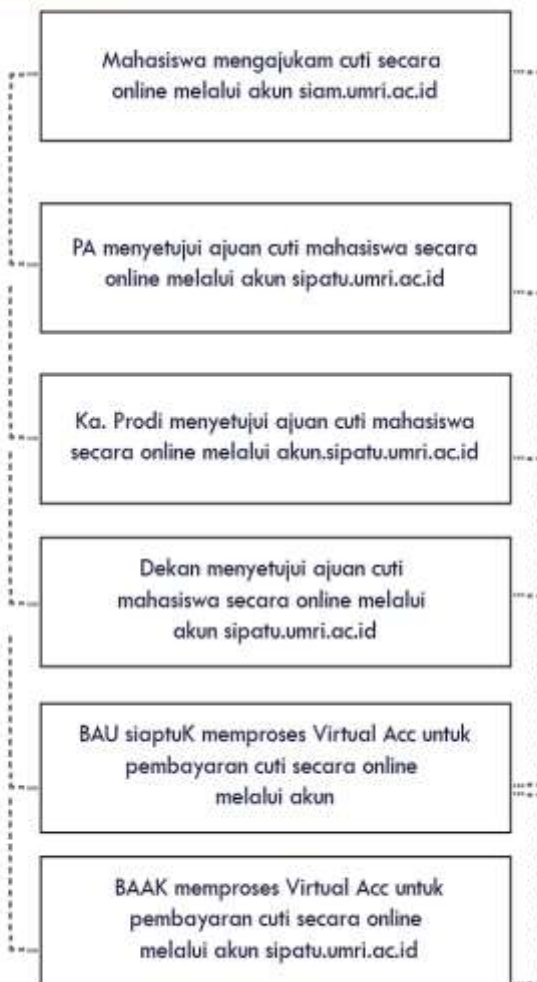 Mahasiswa mengajukam cuti secara
online melalui akun siam.umri.ac.id
PA menyetujui ajuan cuti mahasiswa secara
online melalui akun sipatu.umri.ac.id
Ka. Prodi menyetujui ajuan cuti mahasiswa
secara online melalui akun.sipatu.umri.ac.id
Dekan menyetujui ajuan cuti
mahasiswa secara online melalui
akun sipatu.umri.ac.id
BAU siaptuK memproses Virtual Acc untuk
pembayaran cuti secara online
melalui akun
BAAK memproses Virtual Acc untuk
pembayaran cuti secara online
melalui akun sipatu.umri.ac.id